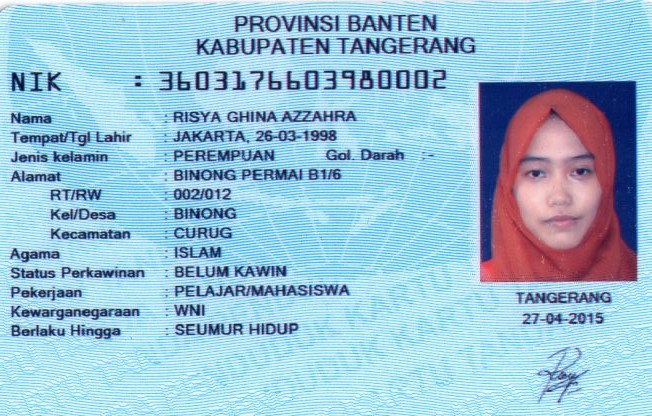 PROVINSI BANTEN
KABUPATEN TANGERANG
NIK : 3603176603980002
Nama : RISYA GHINA AZZAHRA
Tempat/Tgl Lahir : JAKARTA, 26-03-1998
Jenis kelamin : PEREMPUAN Gol. Darah :-
Alamat : BINONG PERMAI B1/6
RT/RW : 002/012
Kel/Desa : BINONG
Kecamatan : CURUG
Agama : ISLAM
Status Perkawinan : BELUM KAWIN
Pekerjaan : PELAJAR/MAHASISWA
Kewarganegaraan : WNI
Berlaku Hingga : SEUMUR HIDUP
TANGERANG
27-04-2015